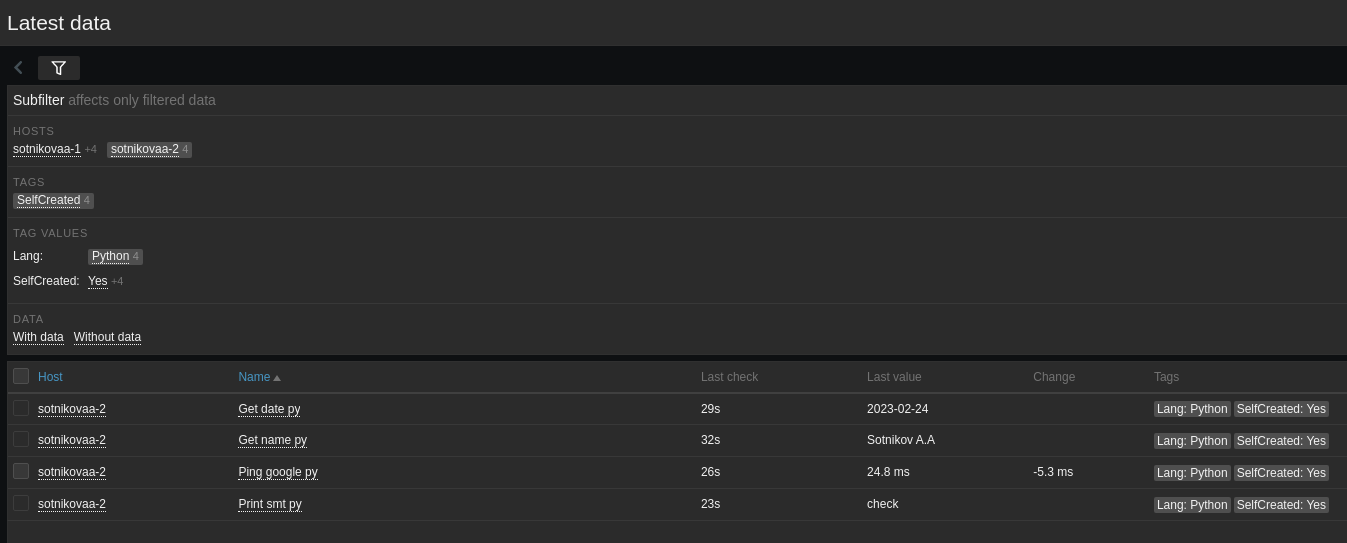 Latest data
Subfilter affects only filtered data
HOSTS
sotnikovaa-1 +4 sotnikovaa-2 4
TAGS
SelfCreated 4
TAG VALUES
Lang: Python 4
SelfCreated: Yes +4
DATA
With data Without data
Host Name Last check Last value Change Tags
sotnikovaa-2 Get date py 29s 2023-02-24 Lang: Python SelfCreated: Yes
sotnikovaa-2 Get name py 32s Sotnikov A.A Lang: Python SelfCreated: Yes
sotnikovaa-2 Ping google py 26s 24.8 ms -5.3 ms Lang: Python SelfCreated: Yes
sotnikovaa-2 Print smt py 23s check Lang: Python SelfCreated: Yes